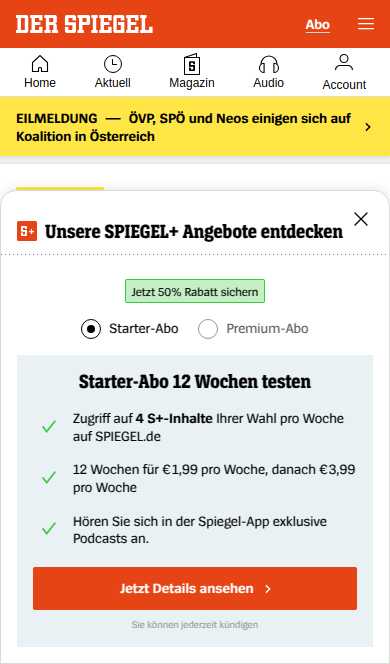 DER SPIEGEL
Abo
Home
Aktuell
Magazin
Audio
Account
EILMELDUNG — ÖVP, SPÖ und Neos einigen sich auf
Koalition in Österreich
S+ Unsere SPIEGEL+ Angebote entdecken
Jetzt 50% Rabatt sichern
Starter-Abo
Premium-Abo
Starter-Abo 12 Wochen testen
Zugriff auf 4 S+-Inhalte Ihrer Wahl pro Woche
auf SPIEGEL.de
12 Wochen für €1,99 pro Woche, danach €3,99
pro Woche
Hören Sie sich in der Spiegel-App exklusive
Podcasts an.
Jetzt Details ansehen
Sie können jederzeit kündigen